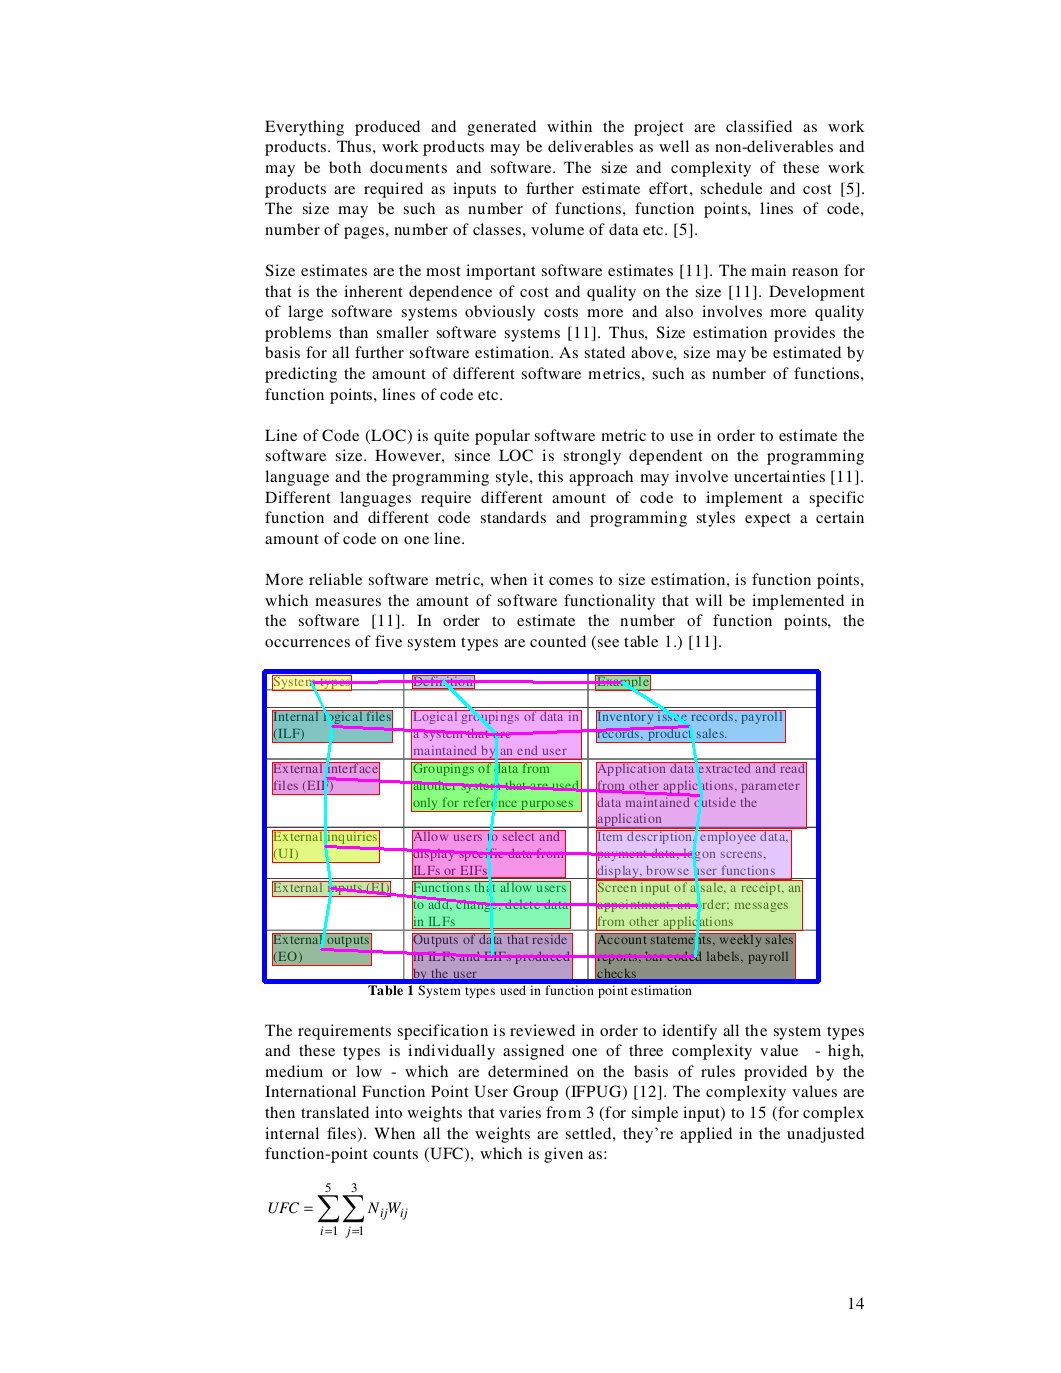 Everything produced and generated within the project are classified as work
products. Thus, work products may be deliverables as well as non-deliverables and
may be both documents and software. The size and complexity of these work
products are required as inputs to further estimate effort, schedule and cost [5].
The size may be such as number of functions, function points, lines of code,
number of pages, number of classes, volume of data etc. [5].
Size estimates are the most important software estimates [11]. The main reason for
that is the inherent dependence of cost and quality on the size [11]. Development
of large software systems obviously costs more and also involves more quality
problems than smaller software systems [11]. Thus, Size estimation provides the
basis for all further software estimation. As stated above, size may be estimated by
predicting the amount of different software metrics, such as number of functions,
function points, lines of code etc.
Line of Code (LOC) is quite popular software metric to use in order to estimate the
software size. However, since LOC is strongly dependent on the programming
language and the programming style, this approach may involve uncertainties [11].
Different languages require different amount of code to implement a specific
function and different code standards and programming styles expect a certain
amount of code on one line.
More reliable software metric, when it comes to size estimation, is function points,
which measures the amount of software functionality that will be implemented in
the software [11]. In order to estimate the number of function points, the
occurrences of five system types are counted (see table 1.) [11].
System types Definition Example
Internal logical files
(ILF)
Logical groupings of data in
a system that are
maintained by an end user
Inventory issue records, payroll
records, product sales.
External interface
files (EIF)
Groupings of data from
another system that are used
only for reference purposes
Application data extracted and read
from other applications, parameter
data maintained outside the
application
External inquiries
(UI)
Allow users to select and
display specific data from
ILFs or EIFs
Item description, employee data,
payment data, logon screens,
display, browse user functions
External inputs (EI)
Functions that allow users
to add, change, delete data
in ILFs
Screen input of a sale, a receipt, an
appointment, an order; messages
from other applications
External outputs
(EO)
Outputs of data that reside
in ILFs and EIFs produced
by the user
Account statements, weekly sales
reports, bar coded labels, payroll
checks
Table 1 System types used in function point estimation
The requirements specification is reviewed in order to identify all the system types
and these types is individually assigned one of three complexity value - high,
medium or low - which are determined on the basis of rules provided by the
International Function Point User Group (IFPUG) [12]. The complexity values are
then translated into weights that varies from 3 (for simple input) to 15 (for complex
internal files). When all the weights are settled, they're applied in the unadjusted
function-point counts (UFC), which is given as:
5 3
UFC = ∑ ∑ N ij W ij
i=1 j=1
14